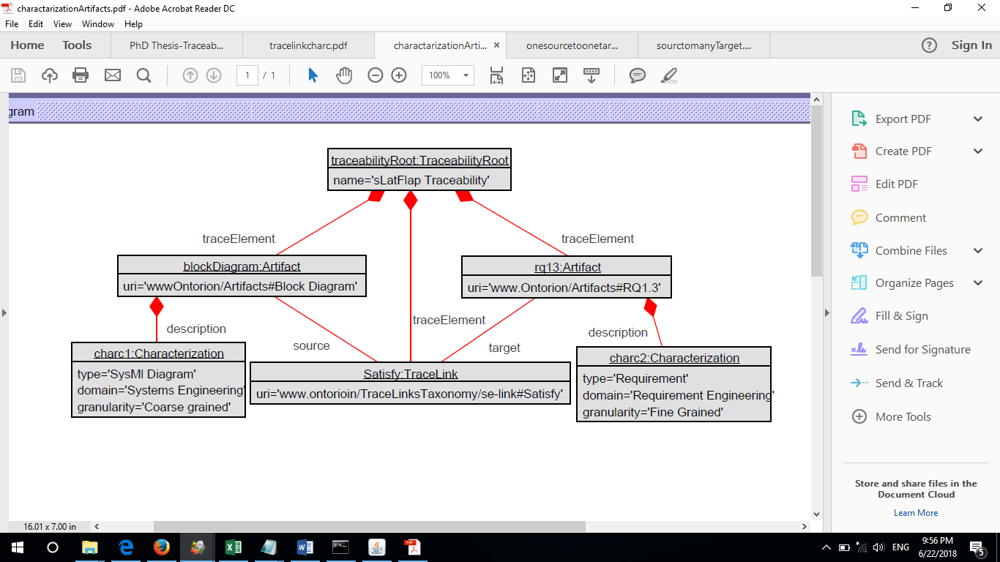 charactarizationArtifacts.pdf - Adobe Acrobat Reader DC
File Edit View Window Help
Home Tools PhD Thesis-Traceab... tracelinkcharc.pdf charactarizationArti... × onesourcetoonetar... sourctomanyTarget.... Sign In
1 / 1 100%
gram
traceabilityRoot:TraceabilityRoot
name='sLatFlap Traceability'
traceElement
traceElement
blockDiagram:Artifact
uri='wwwOntorion/Artifacts#Block Diagram'
rq13:Artifact
uri='www.Ontorion/Artifacts#RQ1.3'
traceElement
description
source
target
description
charc1:Characterization
type='SysMl Diagram'
domain='Systems Engineering'
granularity='Coarse grained'
Satisfy:TraceLink
uri='www.ontorioin/TraceLinksTaxonomy/se-link#Satisfy'
charc2:Characterization
type='Requirement'
domain='Requirement Engineering'
granularity='Fine Grained'
Export PDF
Create PDF
Edit PDF
Comment
Combine Files
Organize Pages
Fill & Sign
Send for Signature
Send & Track
More Tools
Store and share files in the
Document Cloud
Learn More
16.01 x 7.00 in
ENG
9:56 PM
6/22/2018
5